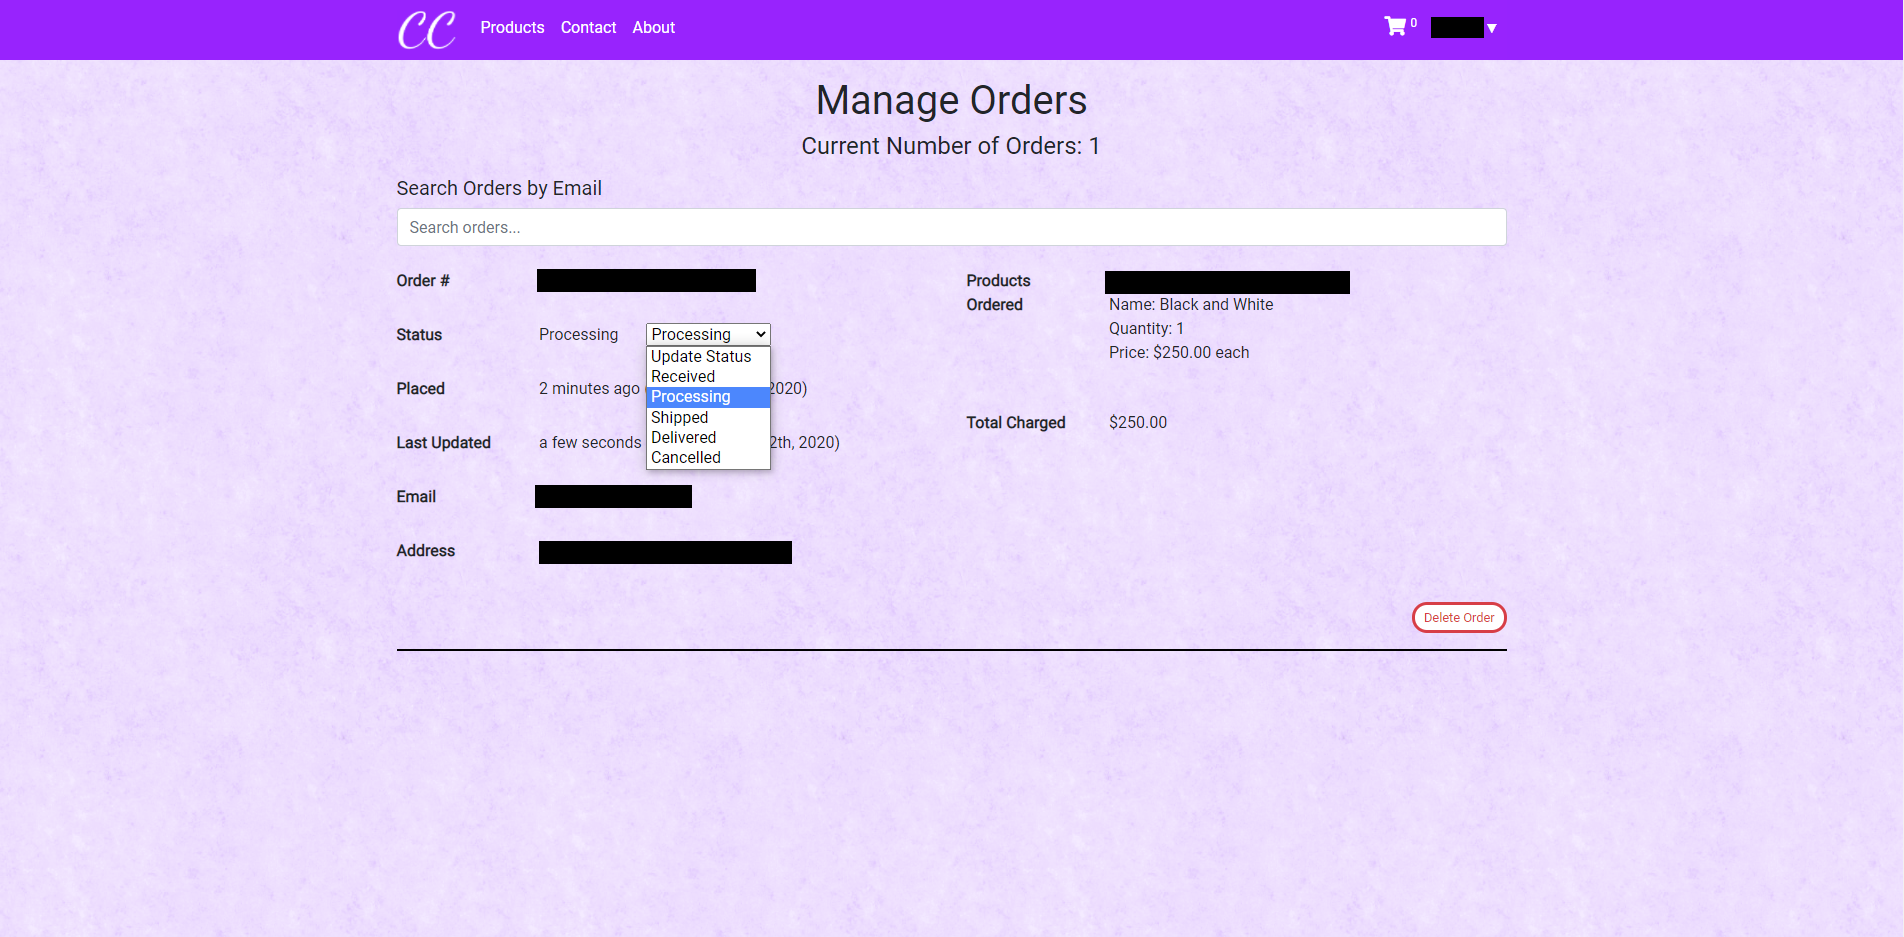 CC Products Contact About 0 ▼
Manage Orders
Current Number of Orders: 1
Search Orders by Email
Search orders...
Order #
Status Processing Processing
Update Status
Received
Processing
Shipped
Delivered
Cancelled
Placed 2 minutes ago 2020)
Last Updated a few seconds 2th, 2020)
Email
Address
Products
Ordered
Name: Black and White
Quantity: 1
Price: $250.00 each
Total Charged $250.00
Delete Order